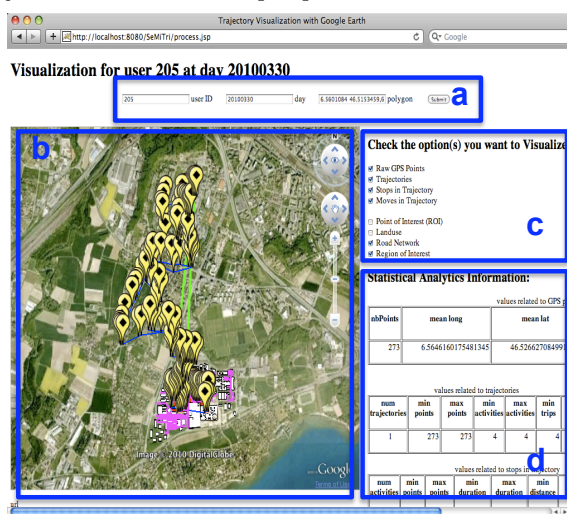 Trajectory Visualization with Google Earth
http://localhost:8080/SeMiTri/process.jsp
Google
Visualization for user 205 at day 20100330
205 user ID 20100330 day 6.5601084 46.5153459,6 polygon Submit
a
b
Image © 2010 DigitalGlobe
Googl
Terms of Us
Check the option(s) you want to Visualize
Raw GPS Points
Trajectories
Stops in Trajectory
Moves in Trajectory
Point of Interest (ROI)
Landuse
Road Network
Region of Interest
c
Statistical Analytics Information:
values related to GPS p
nbPoints mean long mean lat
273 6.5646160175481345 46.5266270849
values related to trajectories
num trajectories min points max points min activities max activities min trips
1 273 273 4 4 4
d
values related to stops in trajectory
num activities min points max points min duration max duration min distance